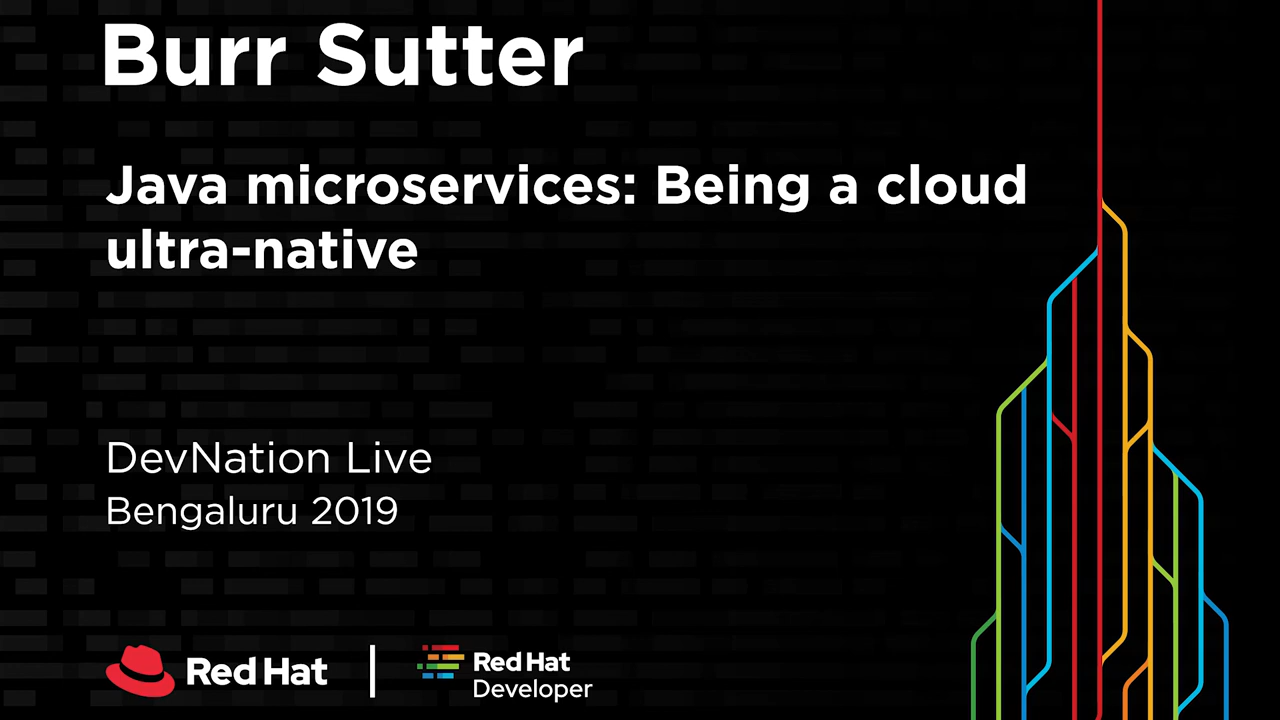 Burr Sutter
Java microservices: Being a cloud
ultra-native
DevNation Live
Bengaluru 2019
Red Hat
Red Hat
Developer